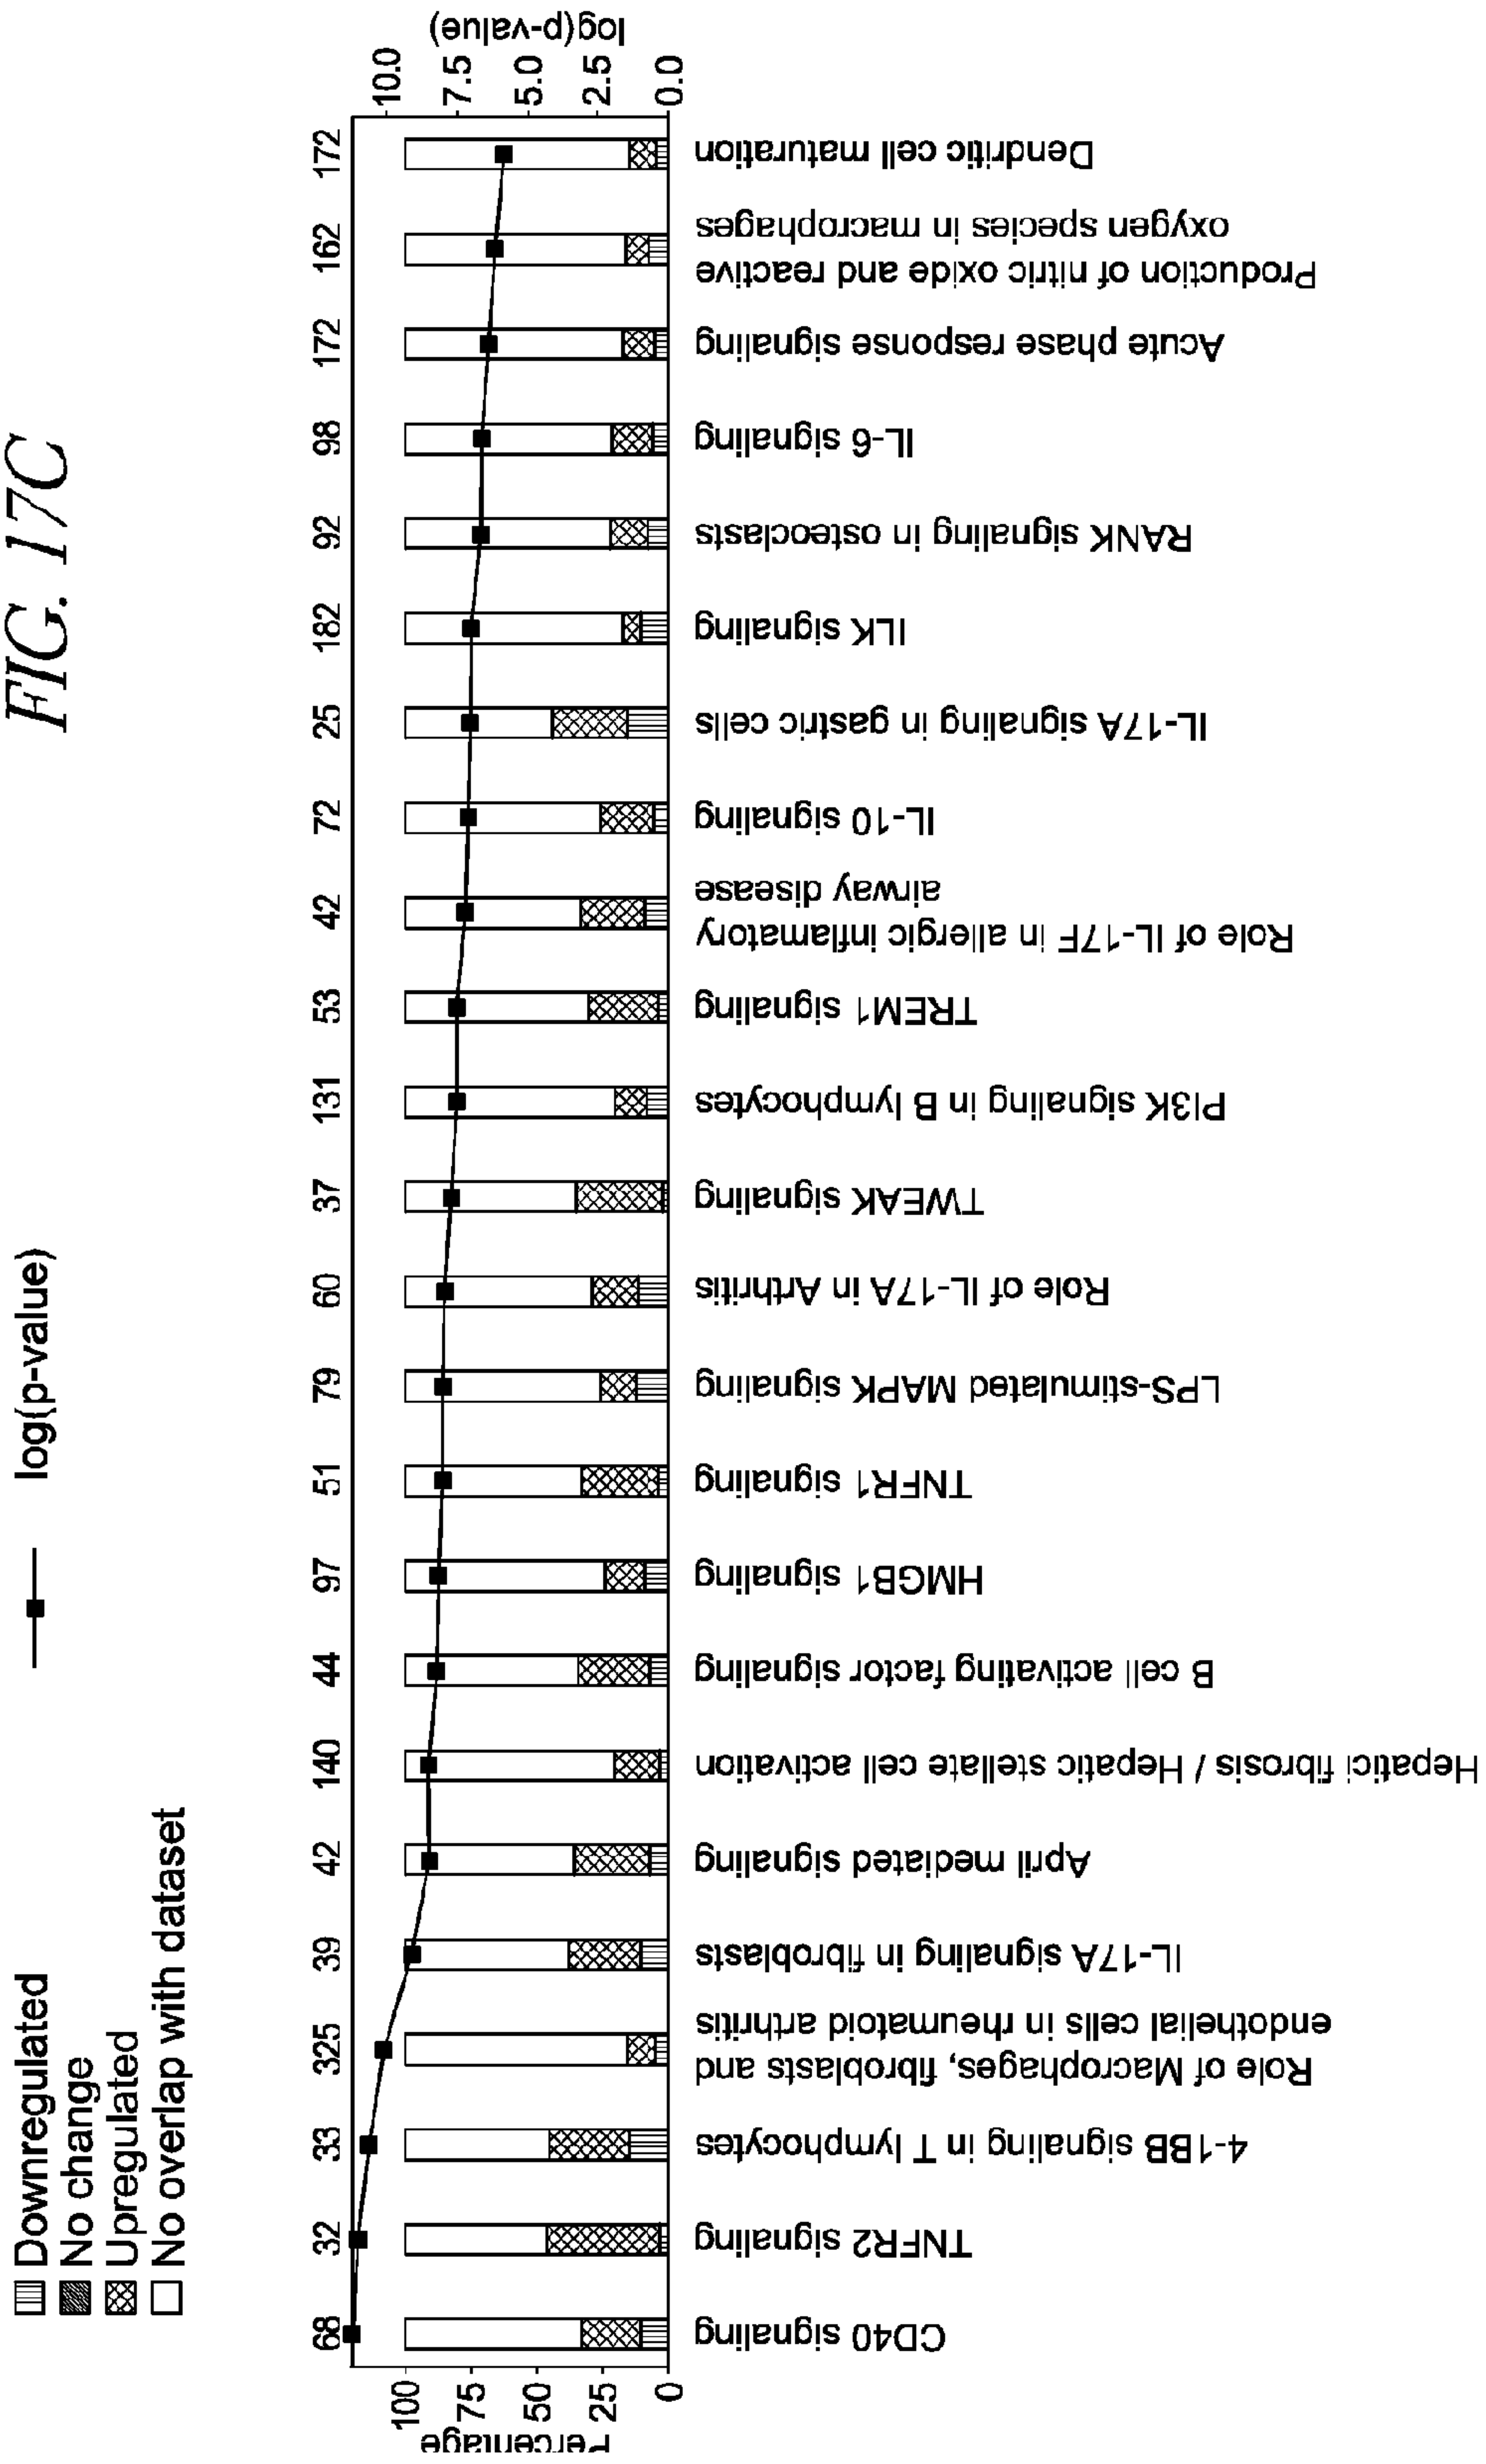 FIG. 17C
Downregulated
No change
Upregulated
No overlap with dataset
log(p-value)
68
32
33
325
39
42
140
44
97
51
79
60
37
131
53
42
72
25
182
92
98
172
162
172
Percentage
100
75
50
25
0
log(p-value)
10.0
7.5
5.0
2.5
0.0
CD40 signaling
TNFR2 signaling
4-1BB signaling in T lymphocytes
Role of Macrophages, fibroblasts and
endothelial cells in rheumatoid arthritis
IL-17A signaling in fibroblasts
April mediated signaling
Hepatici fibrosis / Hepatic stellate cell activation
B cell activating factor signaling
HMGB1 signaling
TNFR1 signaling
LPS-stimulated MAPK signaling
Role of IL-17A in Arthritis
TWEAK signaling
PI3K signaling in B lymphocytes
TREM1 signaling
Role of IL-17F in allergic inflamatory
airway disease
IL-10 signaling
IL-17A signaling in gastric cells
ILK signaling
RANK signaling in osteoclasts
IL-6 signaling
Acute phase response signaling
Production of nitric oxide and reactive
oxygen species in macrophages
Dendritic cell maturation